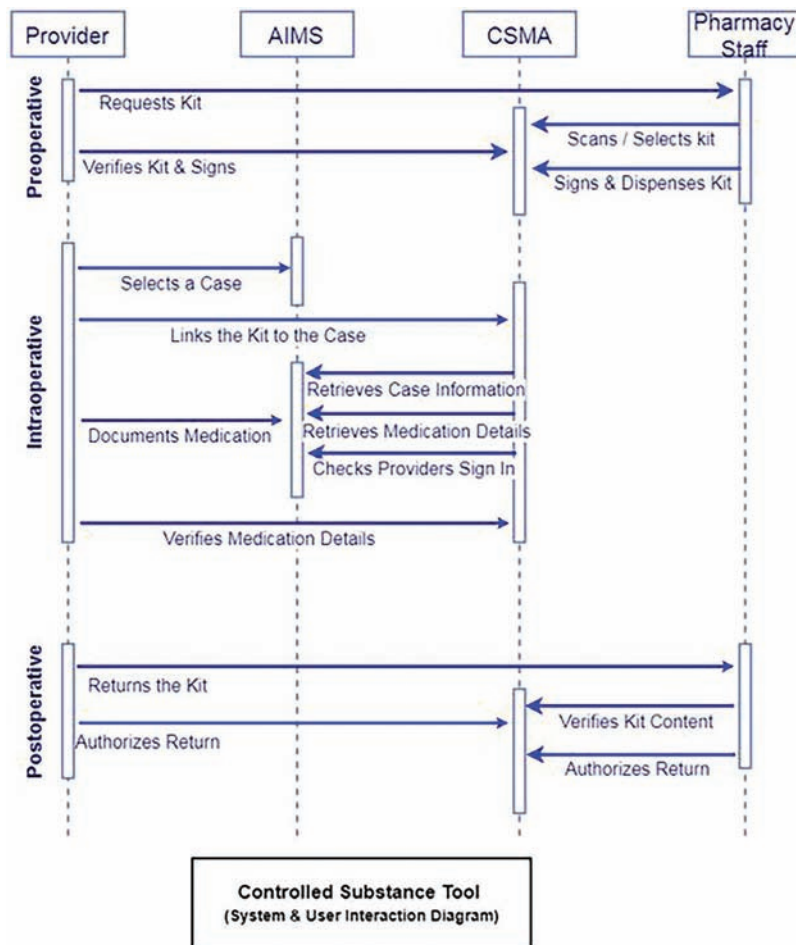 Provider
AIMS
CSMA
Pharmacy
Staff
Preoperative
Requests Kit
Scans / Selects kit
Verifies Kit & Signs
Signs & Dispenses Kit
Intraoperative
Selects a Case
Links the Kit to the Case
Retrieves Case Information
Documents Medication
Retrieves Medication Details
Checks Providers Sign In
Verifies Medication Details
Postoperative
Returns the Kit
Verifies Kit Content
Authorizes Return
Authorizes Return
Controlled Substance Tool
(System & User Interaction Diagram)